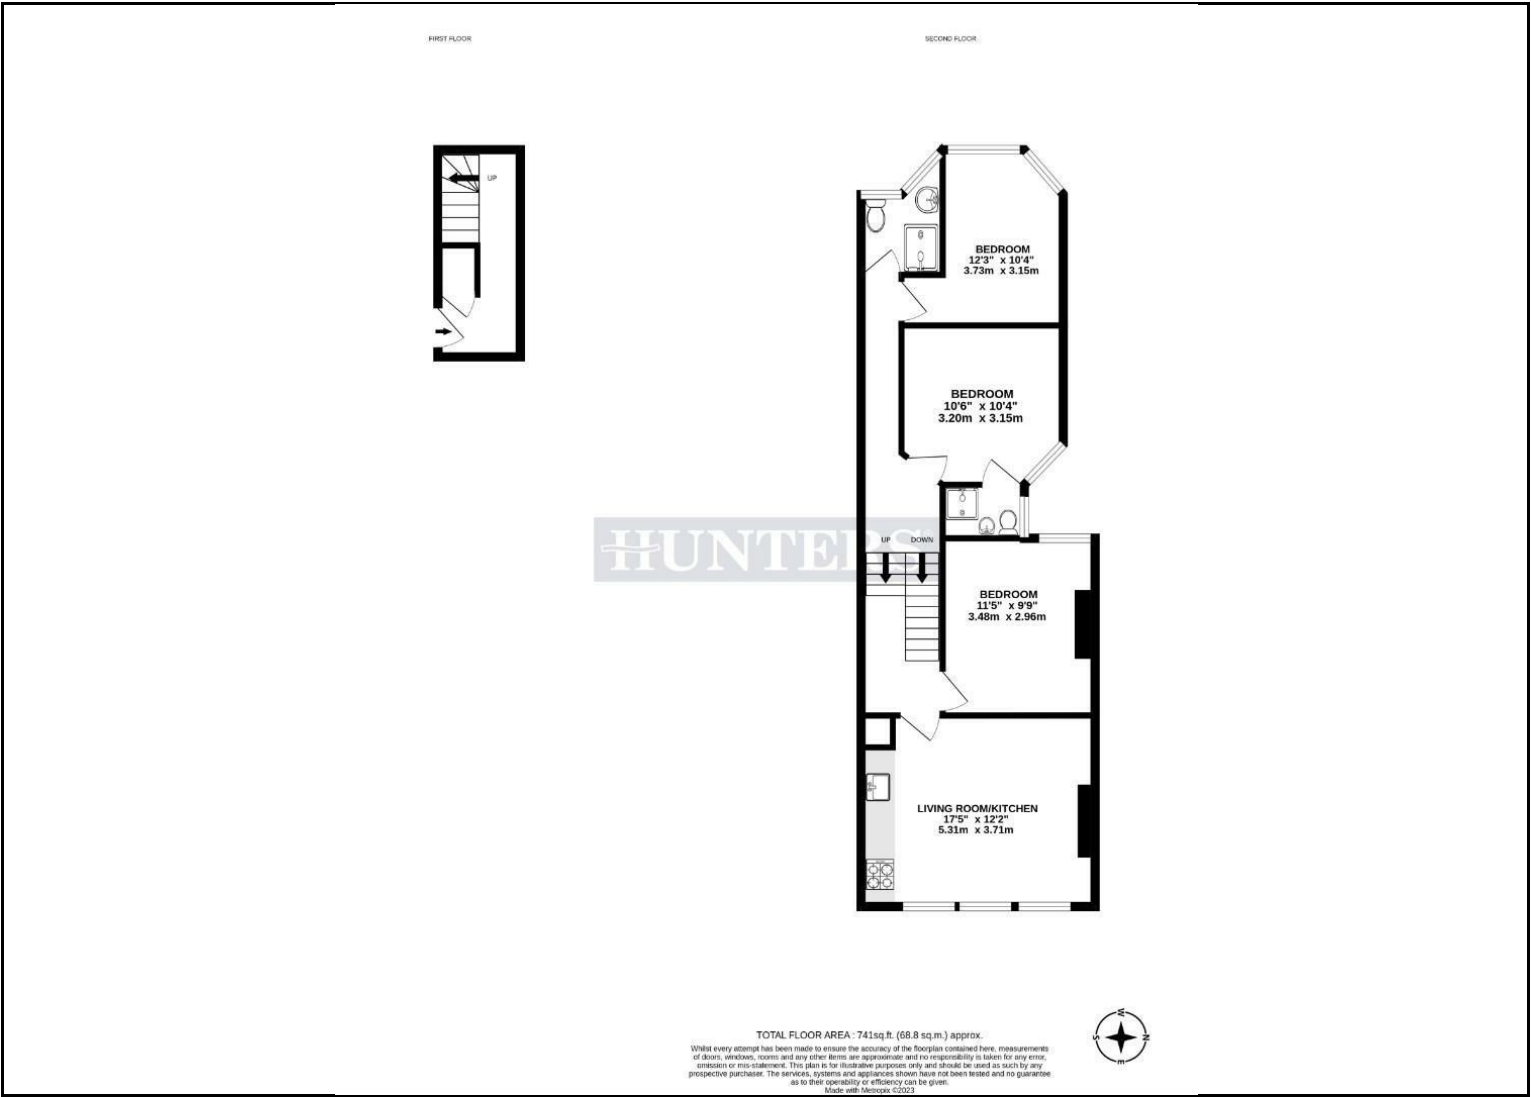 FIRST FLOOR
SECOND FLOOR
UP
BEDROOM
12'3" x 10'4"
3.73m x 3.15m
BEDROOM
10'6" x 10'4"
3.20m x 3.15m
HUNTERS
UP DOWN
BEDROOM
11'5" x 9'9"
3.48m x 2.96m
LIVING ROOM/KITCHEN
17'5" x 12'2"
5.31m x 3.71m
W
S N
E
TOTAL FLOOR AREA : 741sq.ft. (68.8 sq.m.) approx.
Whilst every attempt has been made to ensure the accuracy of the floorplan contained here, measurements
of doors, windows, rooms and any other items are approximate and no responsibility is taken for any error,
omission or mis-statement. This plan is for illustrative purposes only and should be used as such by any
prospective purchaser. The services, systems and appliances shown have not been tested and no guarantee
as to their operability or efficiency can be given.
Made with Metropix ©2023